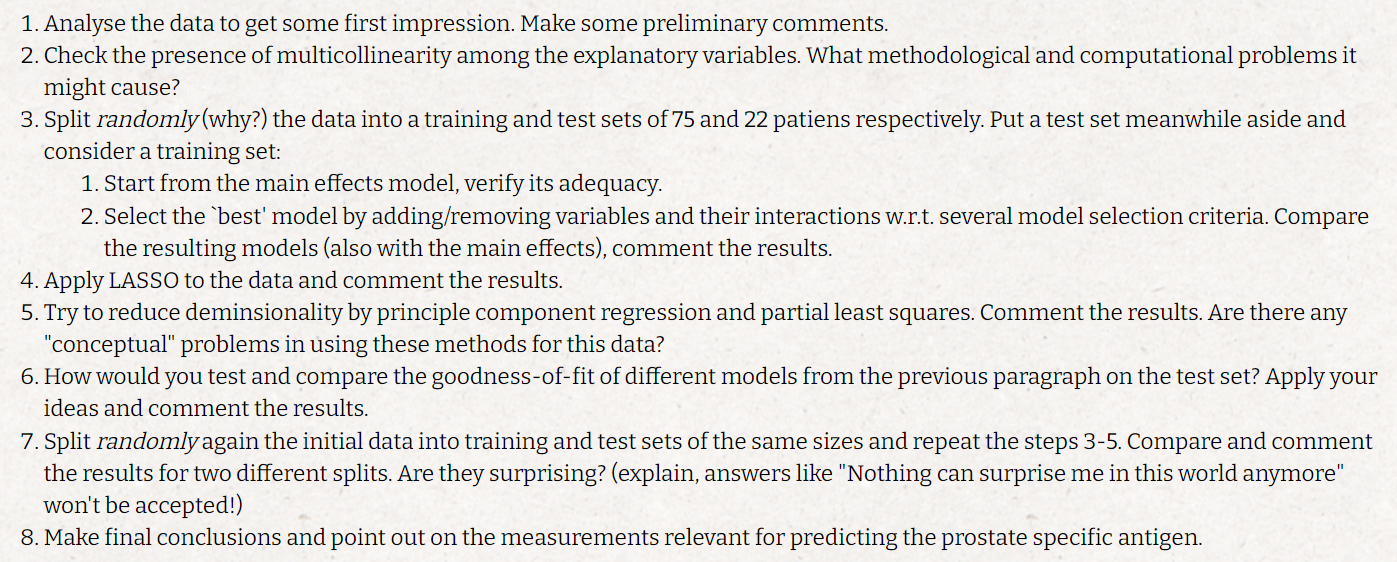 1. Analyse the data to get some first impression. Make some preliminary comments.
2. Check the presence of multicollinearity among the explanatory variables. What methodological and computational problems it
might cause?
3. Split randomly (why?) the data into a training and test sets of 75 and 22 patiens respectively. Put a test set meanwhile aside and
consider a training set:
1. Start from the main effects model, verify its adequacy.
2. Select the `best' model by adding/removing variables and their interactions w.r.t. several model selection criteria. Compare
the resulting models (also with the main effects), comment the results.
4. Apply LASSO to the data and comment the results.
5. Try to reduce deminsionality by principle component regression and partial least squares. Comment the results. Are there any
"conceptual" problems in using these methods for this data?
6. How would you test and compare the goodness-of-fit of different models from the previous paragraph on the test set? Apply your
ideas and comment the results.
7. Split randomly again the initial data into training and test sets of the same sizes and repeat the steps 3-5. Compare and comment
the results for two different splits. Are they surprising? (explain, answers like "Nothing can surprise me in this world anymore"
won't be accepted!)
8. Make final conclusions and point out on the measurements relevant for predicting the prostate specific antigen.